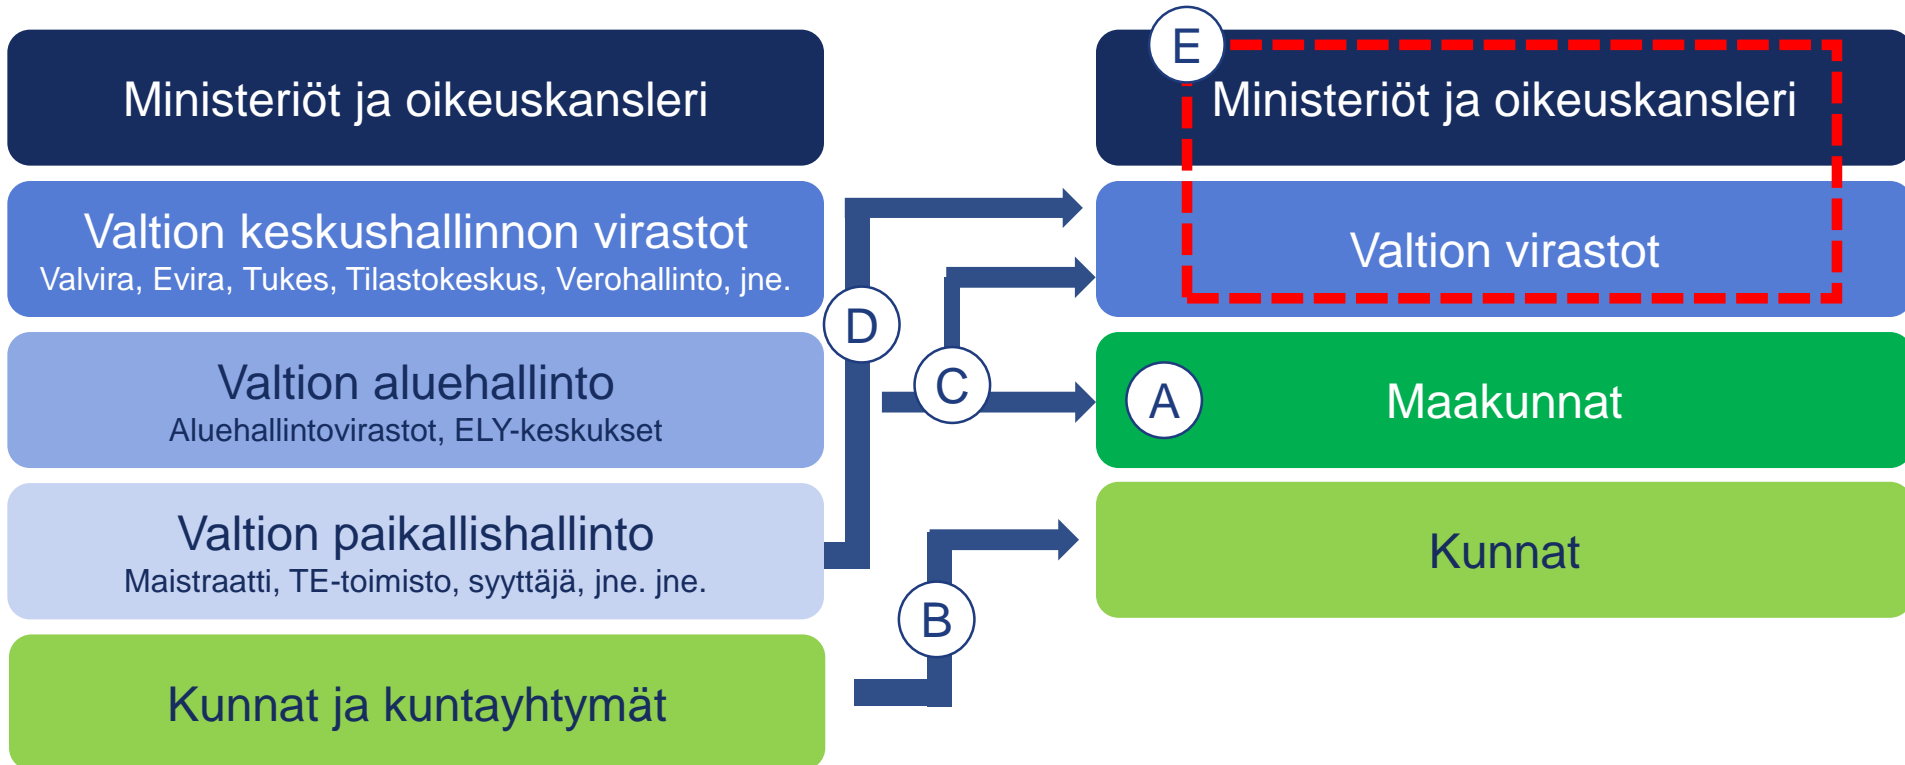 Ministeriöt ja oikeuskansleri
Valtion keskushallinnon virastot
Valvira, Evira, Tukes, Tilastokeskus, Verohallinto, jne.
Valtion aluehallinto
Aluehallintovirastot, ELY-keskukset
Valtion paikallishallinto
Maistraatti, TE-toimisto, syyttäjä, jne. jne.
Kunnat ja kuntayhtymät
D
C
B
E
Ministeriöt ja oikeuskansleri
Valtion virastot
A
Maakunnat
Kunnat